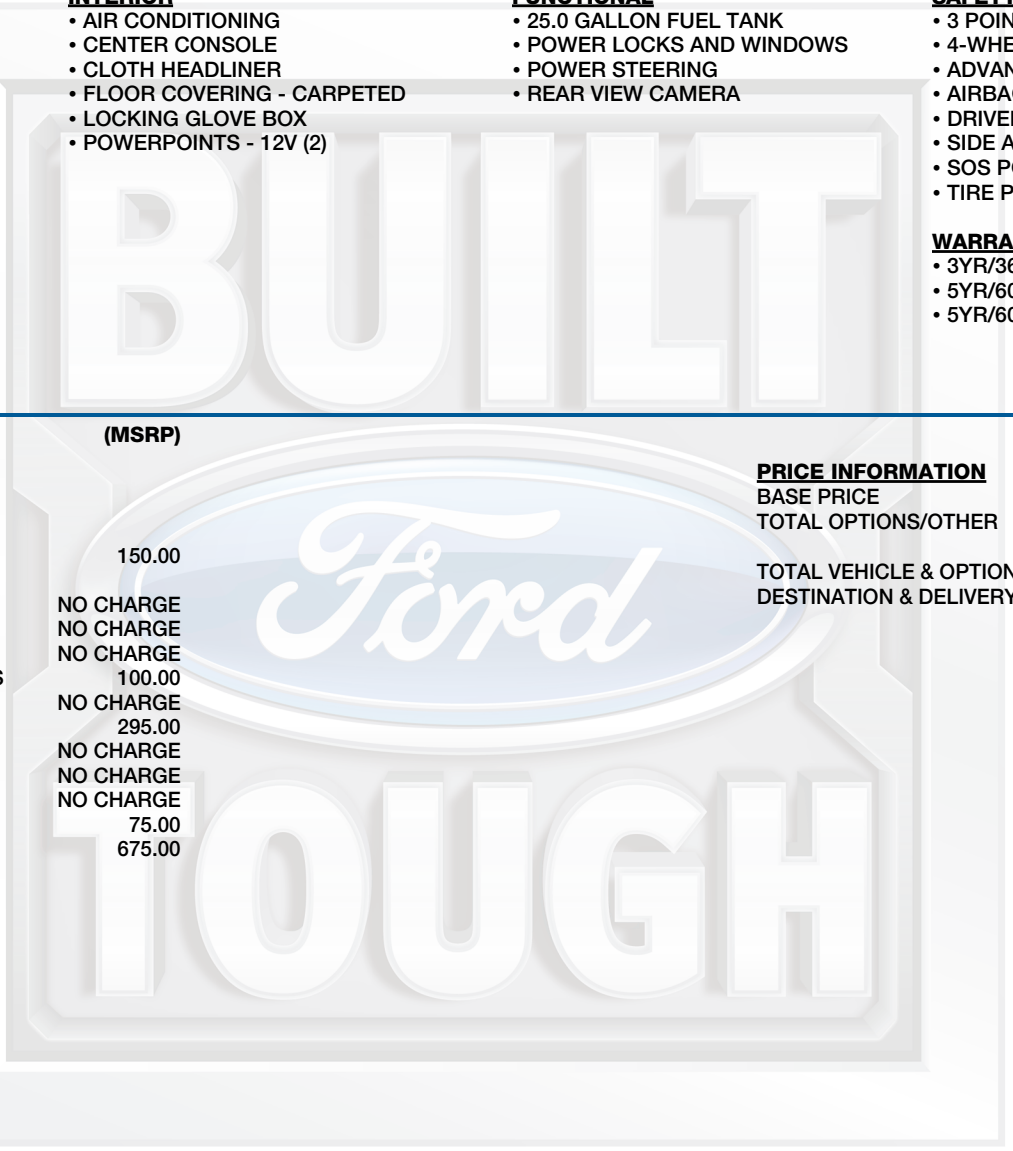 INTERIOR
• AIR CONDITIONING
• CENTER CONSOLE
• CLOTH HEADLINER
• FLOOR COVERING - CARPETED
• LOCKING GLOVE BOX
• POWERPOINTS - 12V (2)
FUNCTIONAL
• 25.0 GALLON FUEL TANK
• POWER LOCKS AND WINDOWS
• POWER STEERING
• REAR VIEW CAMERA
• 3 POIN
• 4-WHE
• ADVAN
• AIRBAG
• DRIVER
• SIDE A
• SOS PO
• TIRE P
WARRA
• 3YR/36
• 5YR/60
• 5YR/60
(MSRP)
150.00
NO CHARGE
NO CHARGE
NO CHARGE
S 100.00
NO CHARGE
295.00
NO CHARGE
NO CHARGE
NO CHARGE
75.00
675.00
PRICE INFORMATION
BASE PRICE
TOTAL OPTIONS/OTHER
TOTAL VEHICLE & OPTION
DESTINATION & DELIVERY
BUILT
Ford
TOUGH